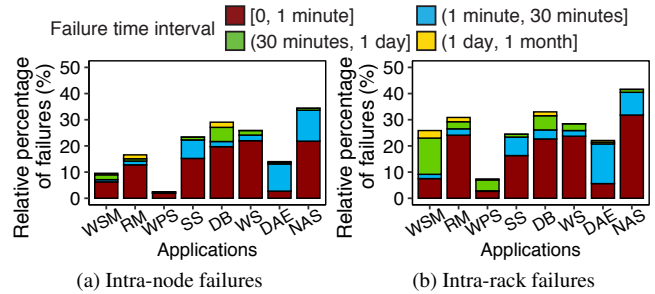 Failure time interval
[0, 1 minute]
(1 minute, 30 minutes]
(30 minutes, 1 day]
(1 day, 1 month]
Relative percentage
of failures (%)
50
40
30
20
10
0
WSM RM WPS SS DB WS DAE NAS
Applications
(a) Intra-node failures
Relative percentage
of failures (%)
50
40
30
20
10
0
WSM RM WPS SS DB WS DAE NAS
Applications
(b) Intra-rack failures